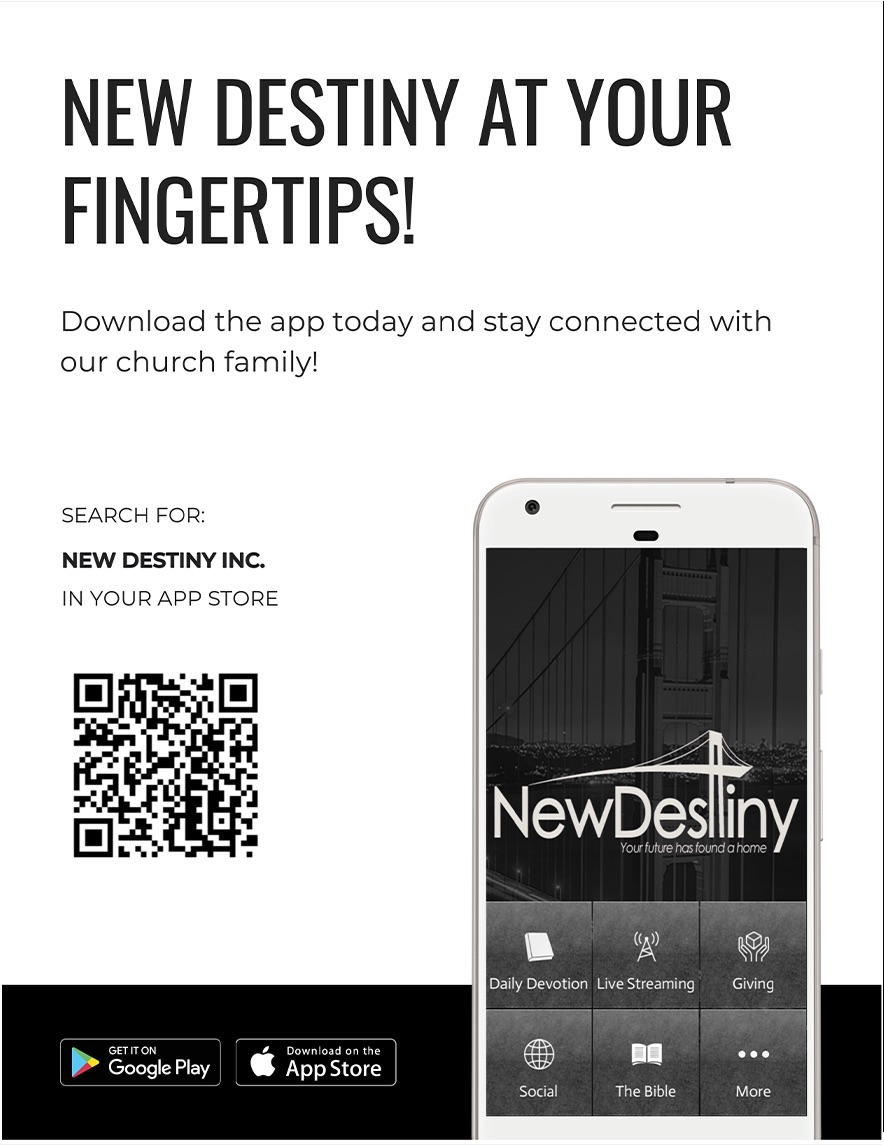 NEW DESTINY AT YOUR
FINGERTIPS!
Download the app today and stay connected with
our church family!
SEARCH FOR:
NEW DESTINY INC.
IN YOUR APP STORE
NewDestiny
Your future has found a home
Daily Devotion Live Streaming Giving
Social The Bible More
GET IT ON
Google Play
Download on the
App Store